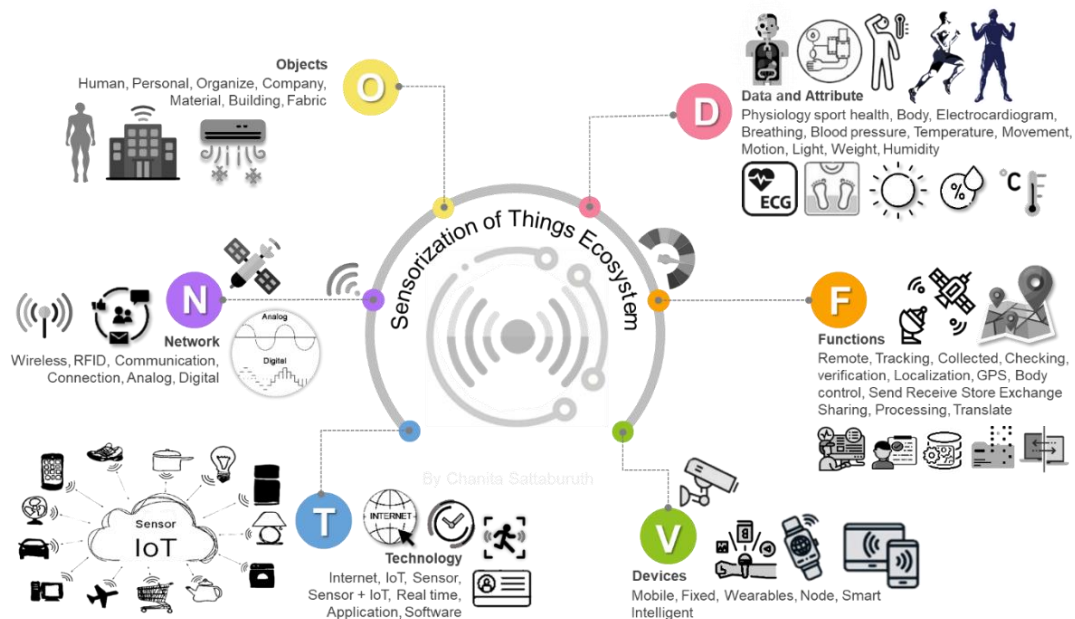 O
Objects
Human, Personal, Organize, Company,
Material, Building, Fabric
D
Data and Attribute
Physiology sport health, Body, Electrocardiogram,
Breathing, Blood pressure, Temperature, Movement,
Motion, Light, Weight, Humidity
ECG
%
°C
Sensorization of Things Ecosystem
N
Network
Wireless, RFID, Communication,
Connection, Analog, Digital
Analog
Digital
F
Functions
Remote, Tracking, Collected, Checking,
verification, Localization, GPS, Body
control, Send Receive Store Exchange
Sharing, Processing, Translate
By Chanita Sattaburuth
Sensor
IoT
T
INTERNET
Technology
Internet, IoT, Sensor,
Sensor + IoT, Real time,
Application, Software
V
Devices
Mobile, Fixed, Wearables, Node, Smart
Intelligent